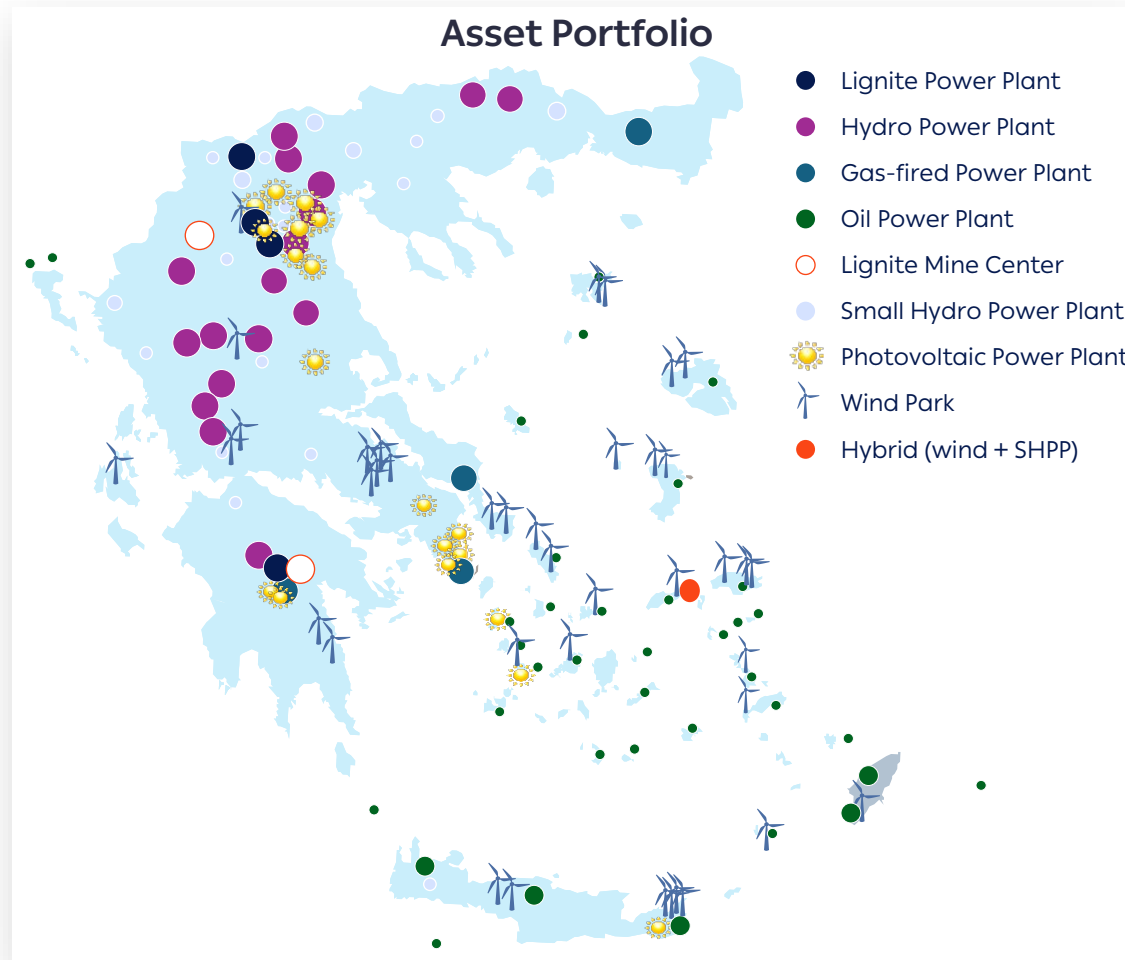 Asset Portfolio
Lignite Power Plant
Hydro Power Plant
Gas-fired Power Plant
Oil Power Plant
Lignite Mine Center
Small Hydro Power Plant
Photovoltaic Power Plant
Wind Park
Hybrid (wind + SHPP)